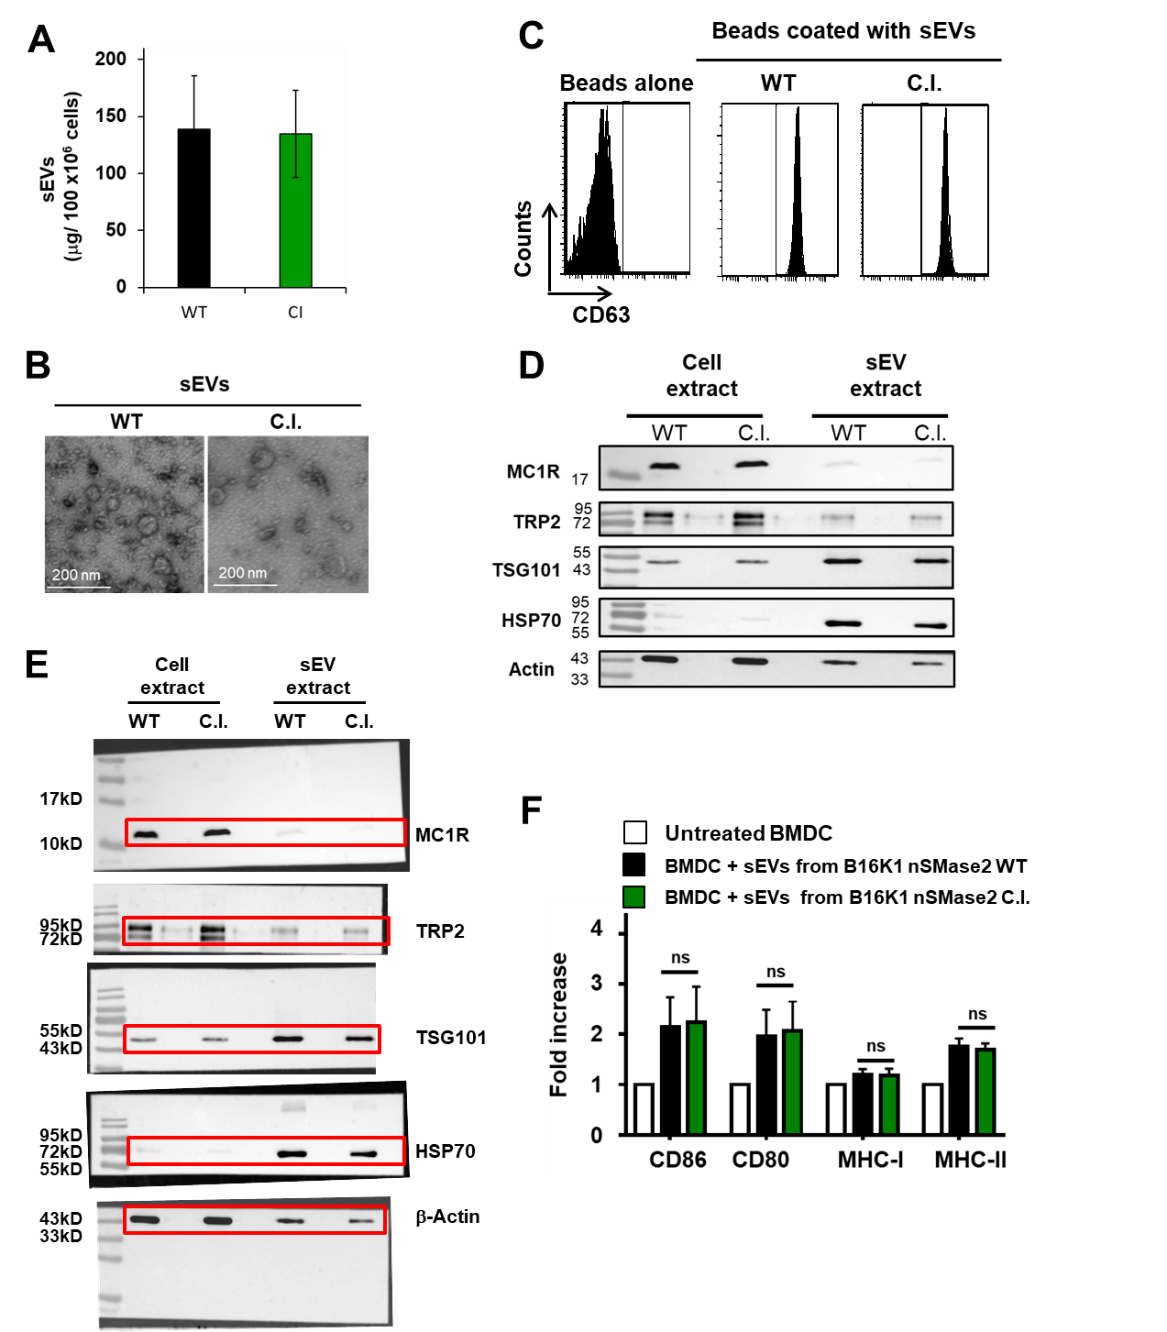 A
200
150
100
50
0
sEVs
(µg/ 100 x10⁶ cells)
WT
CI
B
sEVs
WT
C.I.
200 nm
200 nm
C
Beads coated with sEVs
Beads alone
WT
C.I.
Counts
CD63
D
Cell
extract
sEV
extract
WT
C.I.
WT
C.I.
MC1R
17
TRP2
95
72
TSG101
55
43
HSP70
95
72
55
Actin
43
33
E
Cell
extract
sEV
extract
WT
C.I.
WT
C.I.
17kD
10kD
MC1R
95kD
72kD
TRP2
55kD
43kD
TSG101
95kD
72kD
55kD
HSP70
43kD
33kD
β-Actin
F
Untreated BMDC
BMDC + sEVs from B16K1 nSMase2 WT
BMDC + sEVs from B16K1 nSMase2 C.I.
Fold increase
4
3
2
1
0
ns
ns
ns
ns
CD86
CD80
MHC-I
MHC-II